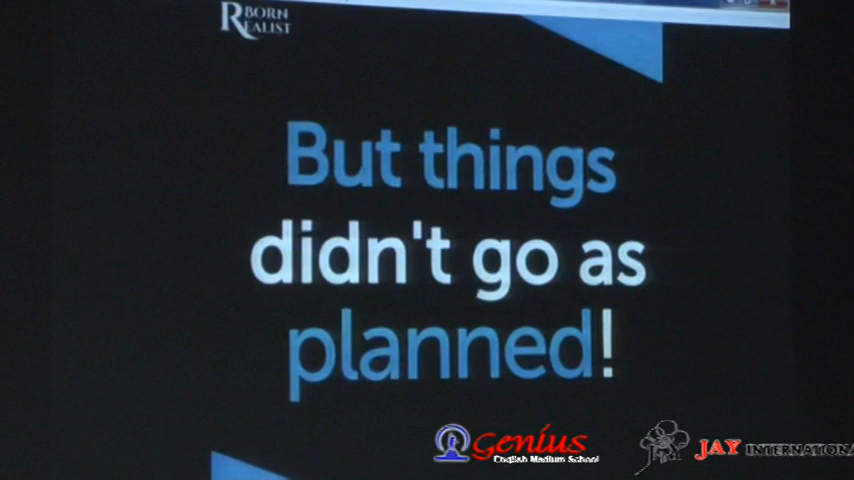 BORN
REALIST
But things
didn't go as
planned!
Genius
English Medium School
JAY INTERNATIONA